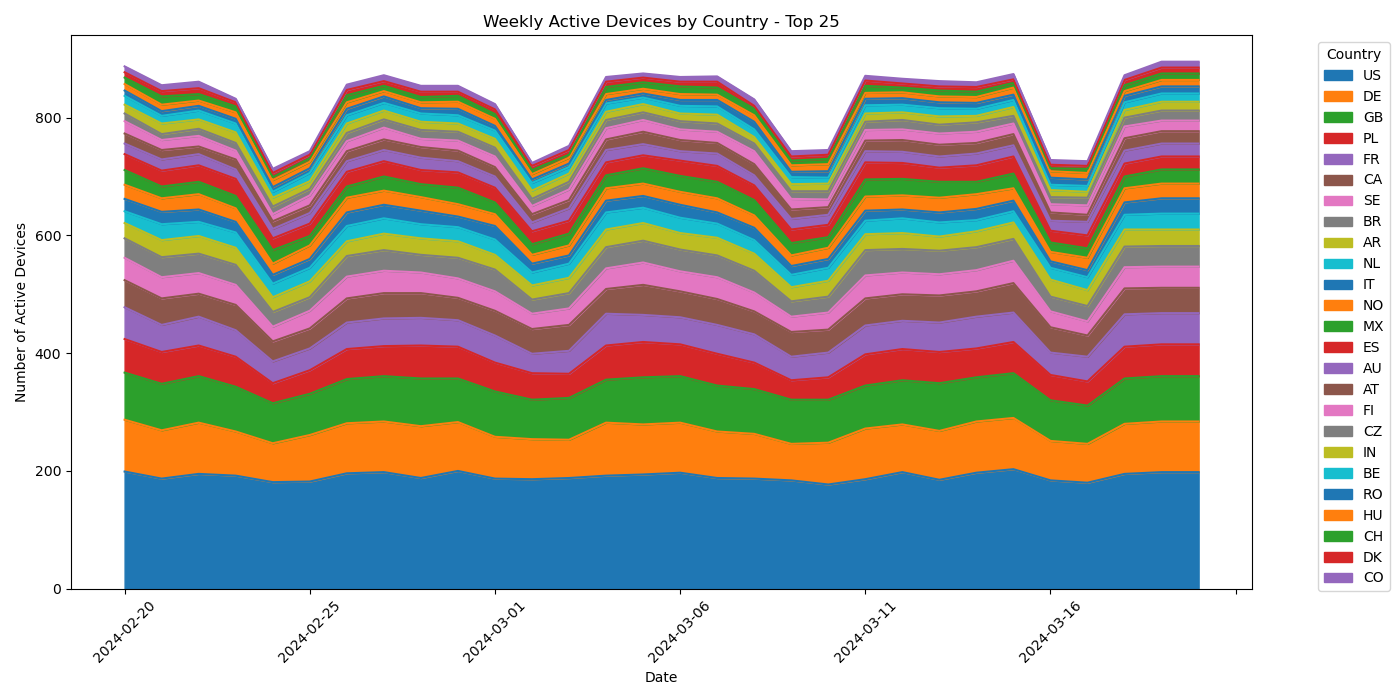 Weekly Active Devices by Country - Top 25
Number of Active Devices
800
600
400
200
0
2024-02-20
2024-02-25
2024-03-01
2024-03-06
2024-03-11
2024-03-16
Date
Country
US
DE
GB
PL
FR
CA
SE
BR
AR
NL
IT
NO
MX
ES
AU
AT
FI
CZ
IN
BE
RO
HU
CH
DK
CO